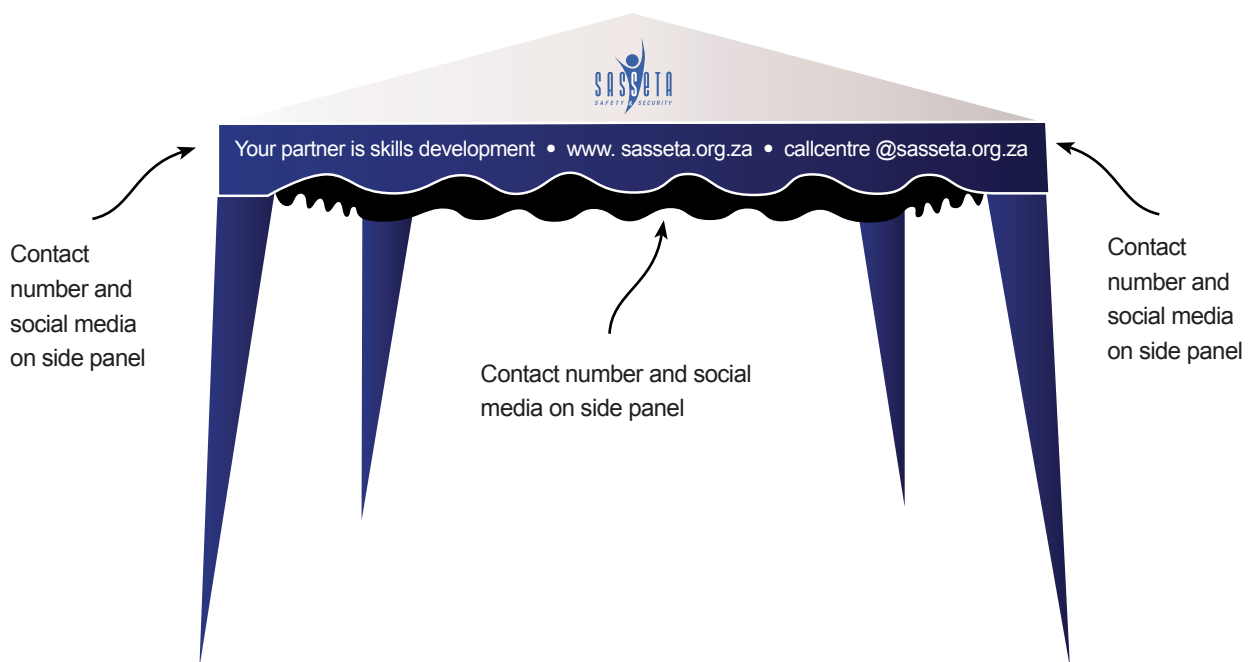 SASSETA
SAFETY & SECURITY
Your partner is skills development • www. sasseta.org.za • callcentre @sasseta.org.za
Contact
number and
social media
on side panel
Contact number and social
media on side panel
Contact
number and
social media
on side panel